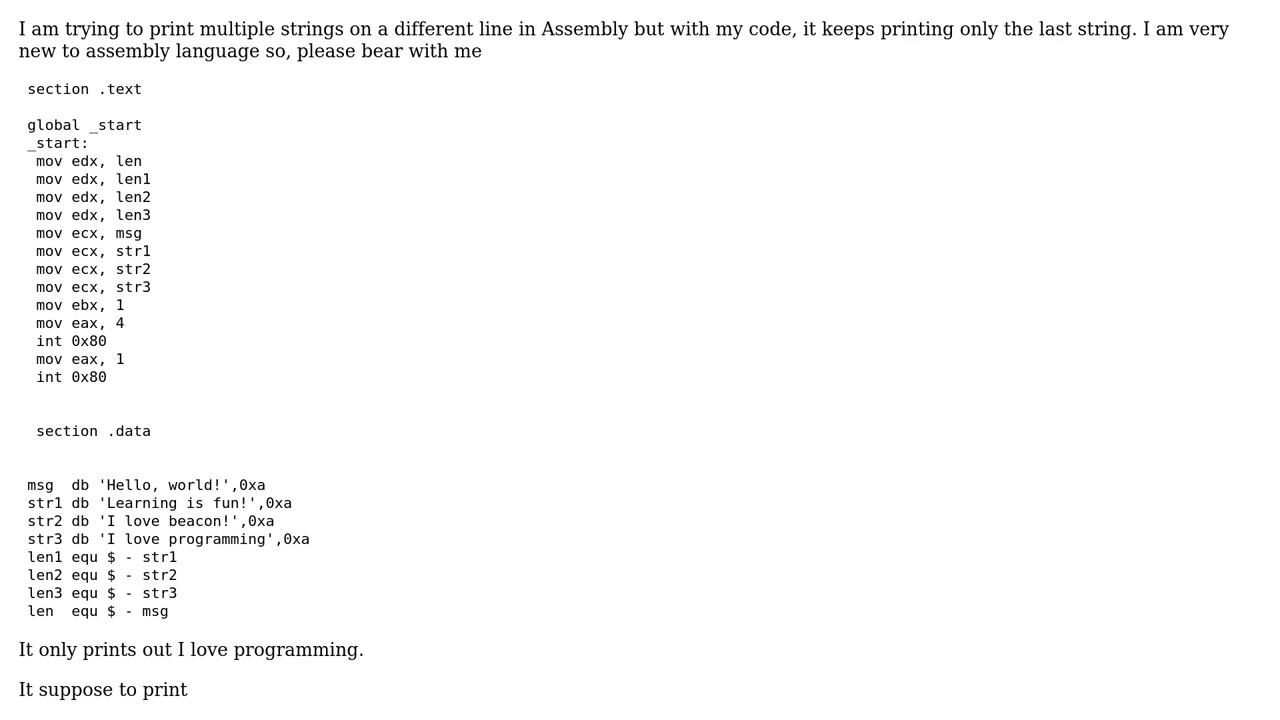 I am trying to print multiple strings on a different line in Assembly but with my code, it keeps printing only the last string. I am very
new to assembly language so, please bear with me
section .text
global _start
_start:
mov edx, len
mov edx, len1
mov edx, len2
mov edx, len3
mov ecx, msg
mov ecx, str1
mov ecx, str2
mov ecx, str3
mov ebx, 1
mov eax, 4
int 0x80
mov eax, 1
int 0x80
section .data
msg  db 'Hello, world!',0xa
str1 db 'Learning is fun!',0xa
str2 db 'I love beacon!',0xa
str3 db 'I love programming',0xa
len1 equ $ - str1
len2 equ $ - str2
len3 equ $ - str3
len  equ $ - msg
It only prints out I love programming.
It suppose to print